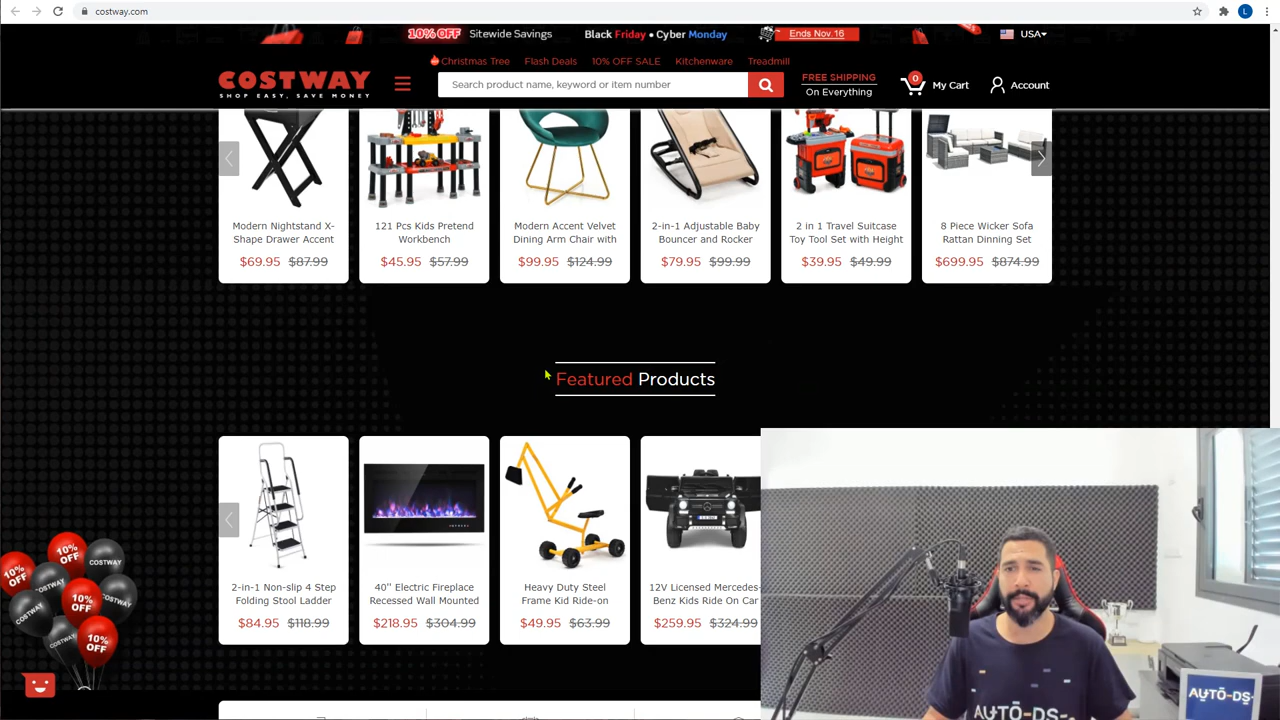 costway.com
L
10% OFF Sitewide Savings
Black Friday • Cyber Monday
Ends Nov.16
USA
Christmas Tree
Flash Deals
10% OFF SALE
Kitchenware
Treadmill
COSTWAY
SHOP EASY, SAVE MONEY
Search product name, keyword or item number
FREE SHIPPING
On Everything
0
My Cart
Account
Modern Nightstand X-
Shape Drawer Accent
$69.95 $87.99
121 Pcs Kids Pretend
Workbench
$45.95 $57.99
Modern Accent Velvet
Dining Arm Chair with
$99.95 $124.99
2-in-1 Adjustable Baby
Bouncer and Rocker
$79.95 $99.99
2 in 1 Travel Suitcase
Toy Tool Set with Height
$39.95 $49.99
8 Piece Wicker Sofa
Rattan Dinning Set
$699.95 $874.99
Featured Products
2-in-1 Non-slip 4 Step
Folding Stool Ladder
$84.95 $118.99
40'' Electric Fireplace
Recessed Wall Mounted
$218.95 $304.99
Heavy Duty Steel
Frame Kid Ride-on
$49.95 $63.99
12V Licensed Mercedes-
Benz Kids Ride On Car
$259.95 $324.99
10% OFF
COSTWAY
10% OFF
COSTWAY
COSTWAY
10% OFF
COSTWAY
COSTWAY
10% OFF
AUTO-DS
AUTO-DS